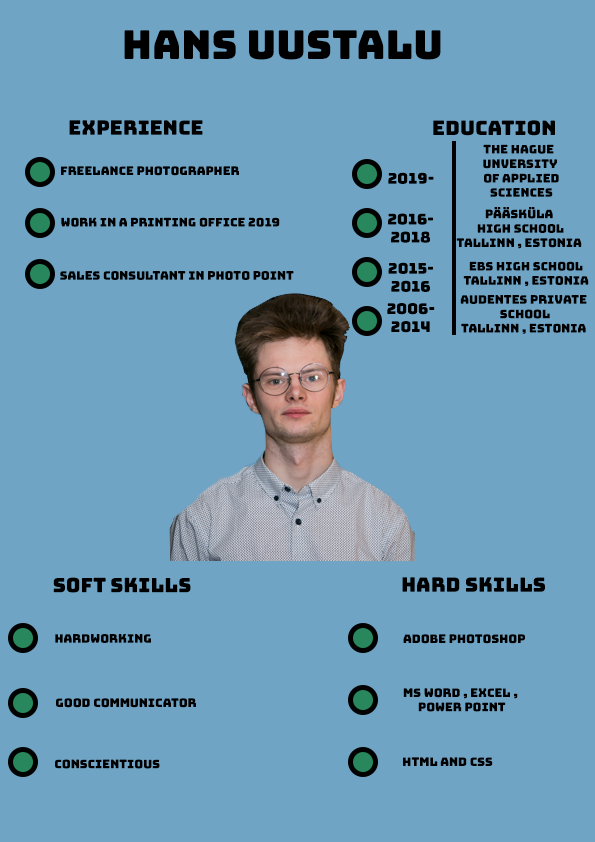 HANS UUSTALU
EXPERIENCE
FREELANCE PHOTOGRAPHER
WORK IN A PRINTING OFFICE 2019
SALES CONSULTANT IN PHOTO POINT
EDUCATION
2019-
THE HAGUE
UNVERSITY
OF APPLIED
SCIENCES
2016-
2018
PÄÄSKÜLA
HIGH SCHOOL
TALLINN , ESTONIA
2015-
2016
EBS HIGH SCHOOL
TALLINN , ESTONIA
2006-
2014
AUDENTES PRIVATE
SCHOOL
TALLINN , ESTONIA
SOFT SKILLS
HARDWORKING
GOOD COMMUNICATOR
CONSCIENTIOUS
HARD SKILLS
ADOBE PHOTOSHOP
MS WORD , EXCEL ,
POWER POINT
HTML AND CSS